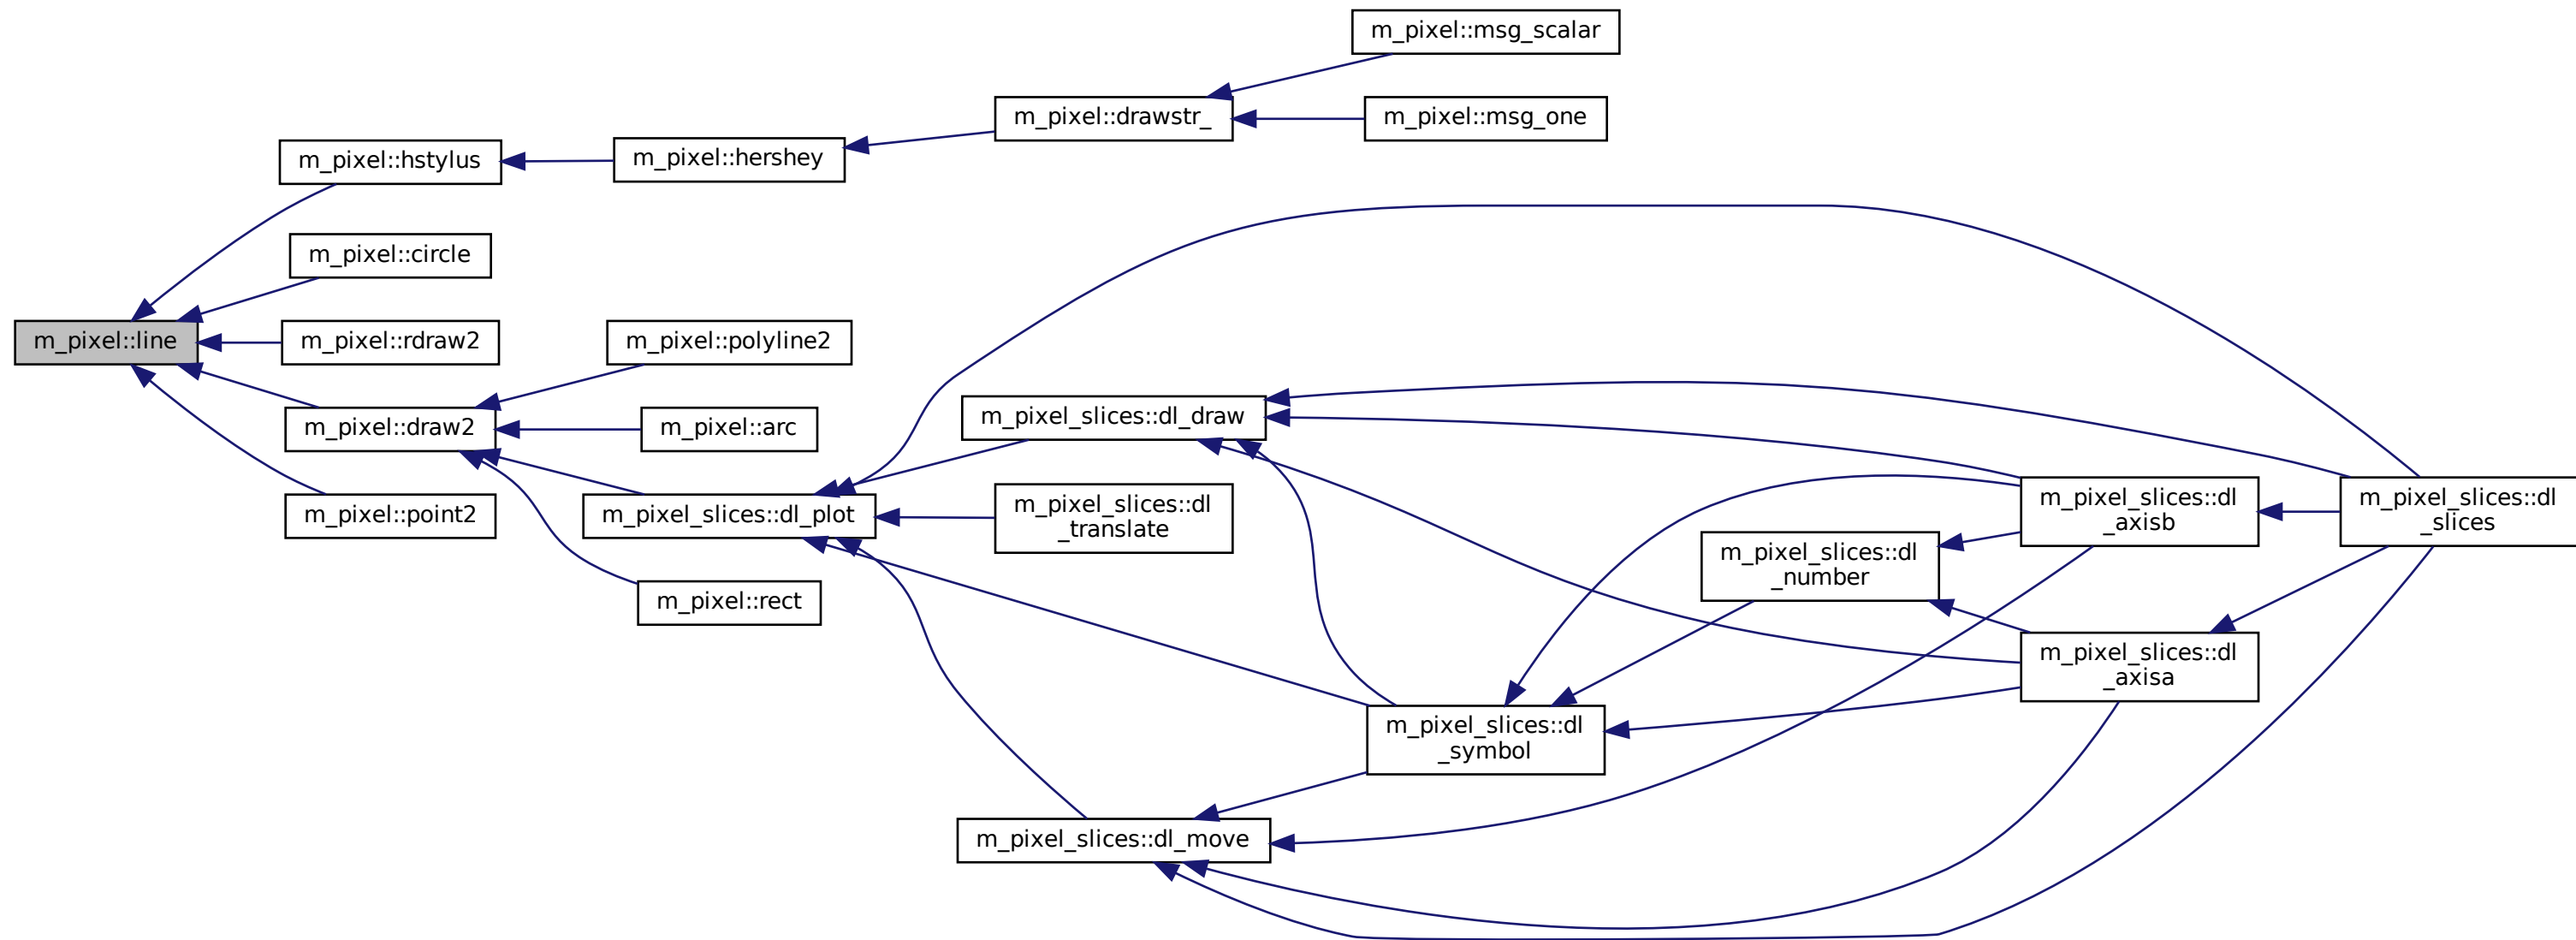 m_pixel::msg_scalar
m_pixel::drawstr_
m_pixel::msg_one
m_pixel::hstylus
m_pixel::hershey
m_pixel::circle
m_pixel::line
m_pixel::rdraw2
m_pixel::polyline2
m_pixel::draw2
m_pixel::arc
m_pixel_slices::dl_draw
m_pixel::point2
m_pixel_slices::dl_plot
m_pixel_slices::dl
_translate
m_pixel::rect
m_pixel_slices::dl
_number
m_pixel_slices::dl
_axisb
m_pixel_slices::dl
_slices
m_pixel_slices::dl
_axisa
m_pixel_slices::dl
_symbol
m_pixel_slices::dl_move